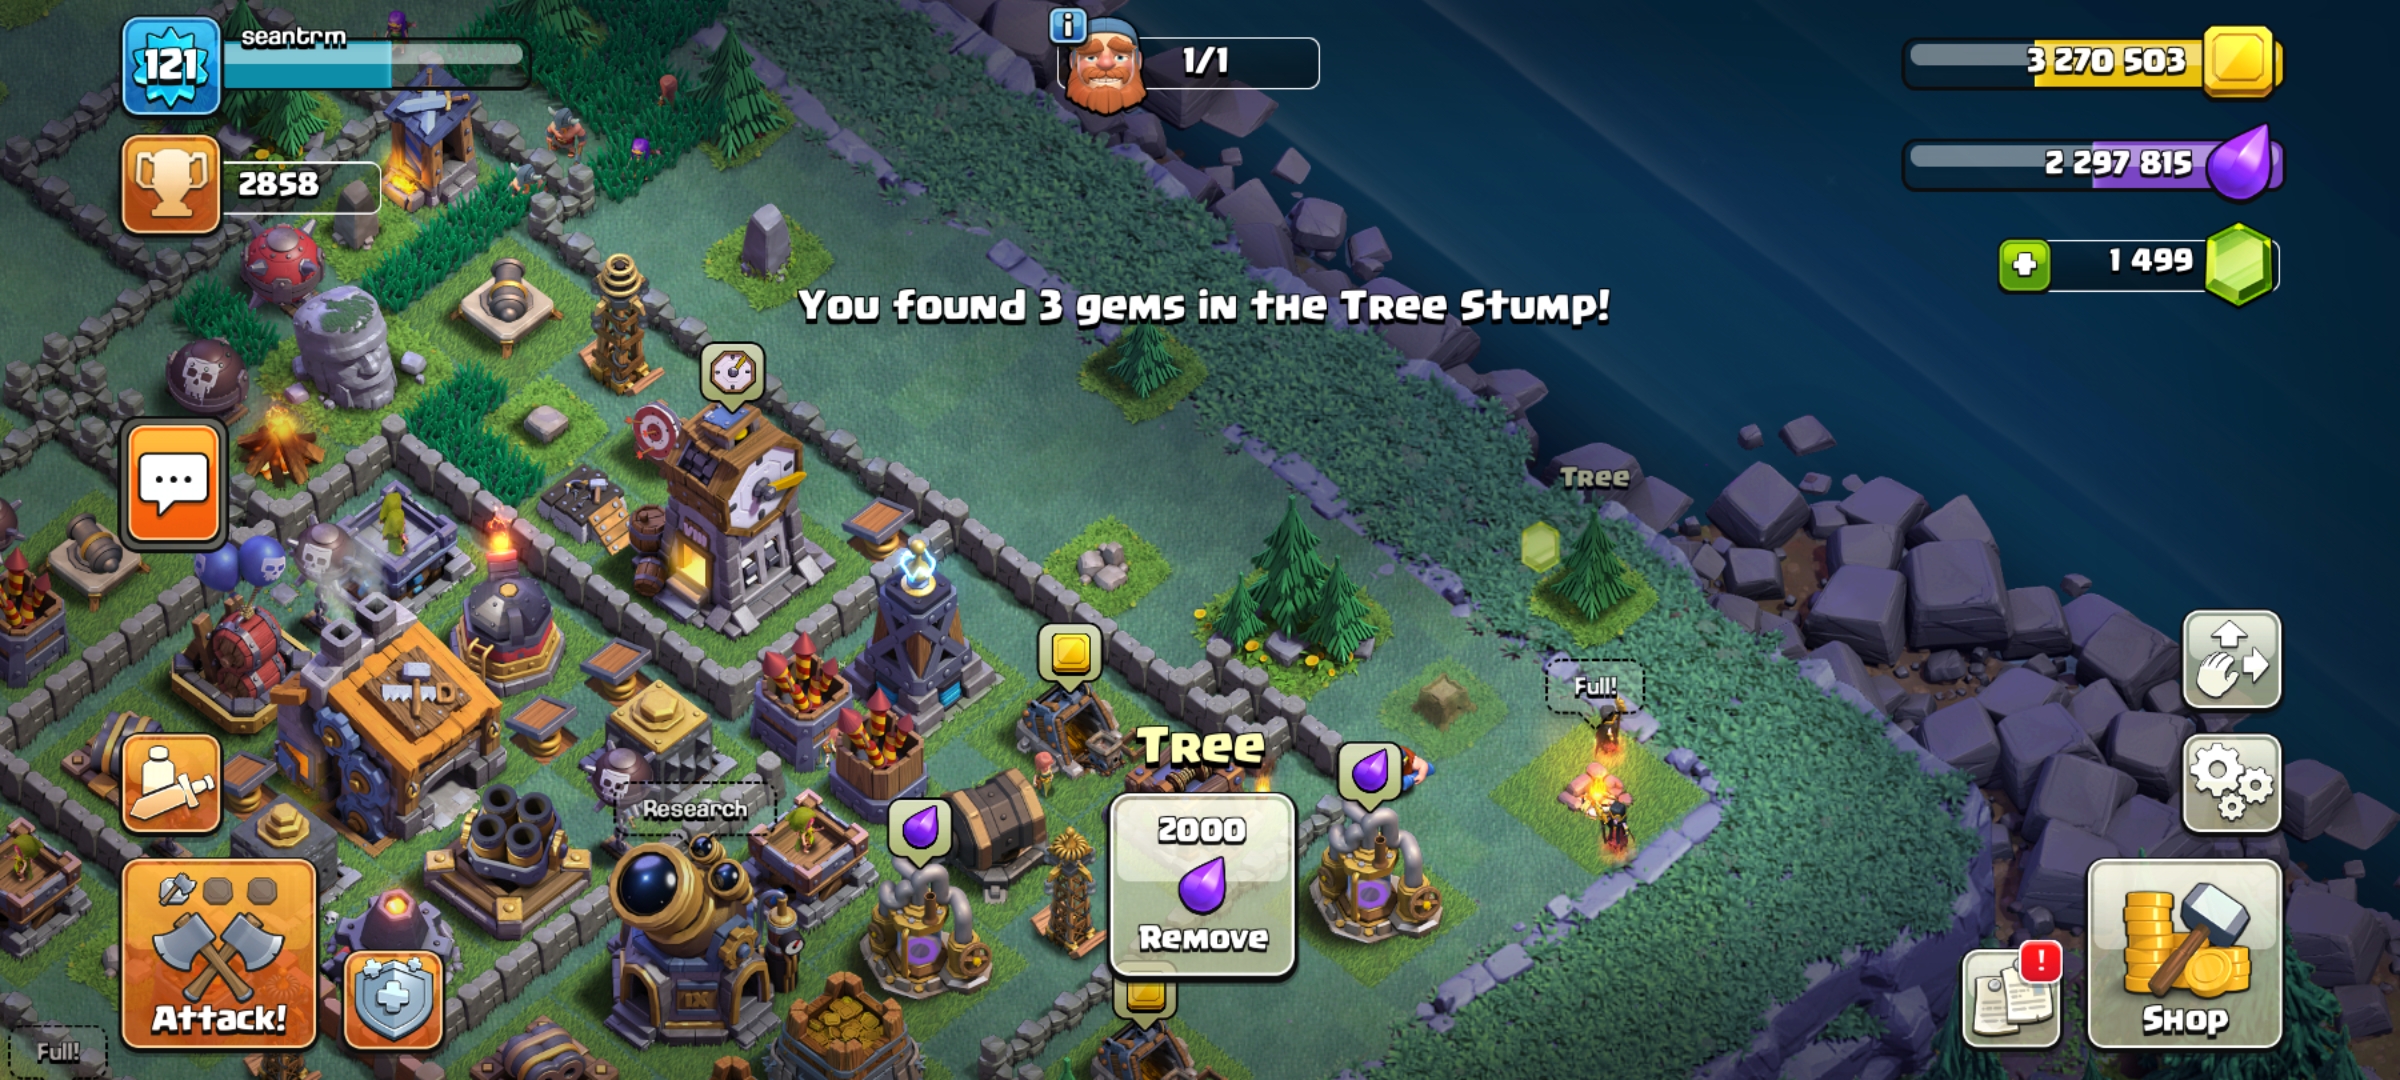 121
seantrm
i
1/1
3 270 503
2858
2 297 815
1 499
You found 3 gems in the Tree Stump!
Tree
Full!
Tree
Research
2000
Remove
Attack!
!
Shop
Full!